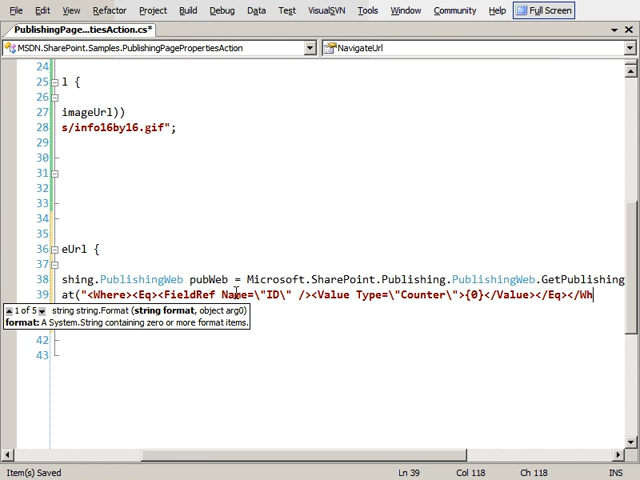 File Edit View Refactor Project Build Debug Data Test VisualSVN Tools Window Community Help Full Screen
PublishingPage...tiesAction.cs*
MSDN.SharePoint.Samples.PublishingPagePropertiesAction NavigateUrl
24
25 l {
26
27 imageUrl))
28 s/info16by16.gif";
29
30
31
32
33
34
35
36 eUrl {
37
38 shing.PublishingWeb pubWeb = Microsoft.SharePoint.Publishing.PublishingWeb.GetPublishing
39 at("<Where><Eq><FieldRef Name=\"ID\" /><Value Type=\"Counter\">{0}</Value></Eq></Wh
1 of 5 string string.Format (string format, object arg0)
format: A System.String containing zero or more format items.
42
43
Item(s) Saved Ln 39 Col 118 Ch 118 INS